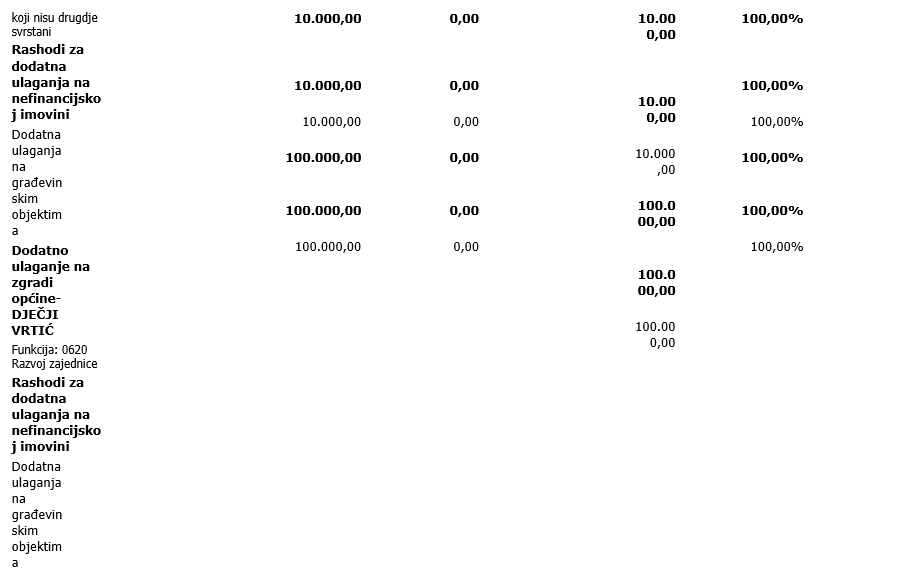 koji nisu drugdje
svrstani
Rashodi za
dodatna
ulaganja na
nefinancijsko
j imovini
Dodatna
ulaganja
na
građevin
skim
objektim
a
Dodatno
ulaganje na
zgradi
općine-
DJEČJI
VRTIĆ
Funkcija: 0620
Razvoj zajednice
Rashodi za
dodatna
ulaganja na
nefinancijsko
j imovini
Dodatna
ulaganja
na
građevin
skim
objektim
a
10.000,00
10.000,00
10.000,00
100.000,00
100.000,00
100.000,00
0,00
0,00
0,00
0,00
0,00
0,00
10.00
0,00
10.00
0,00
10.000
,00
100.0
00,00
100.0
00,00
100.00
0,00
100,00%
100,00%
100,00%
100,00%
100,00%
100,00%